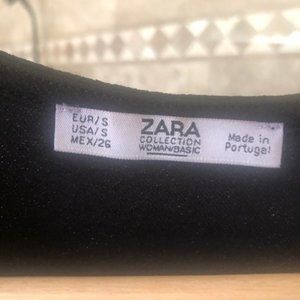 EUR/S
USA/S
MEX/26
ZARA
COLLECTION
WOMAN/BASIC
Made in
Portugal